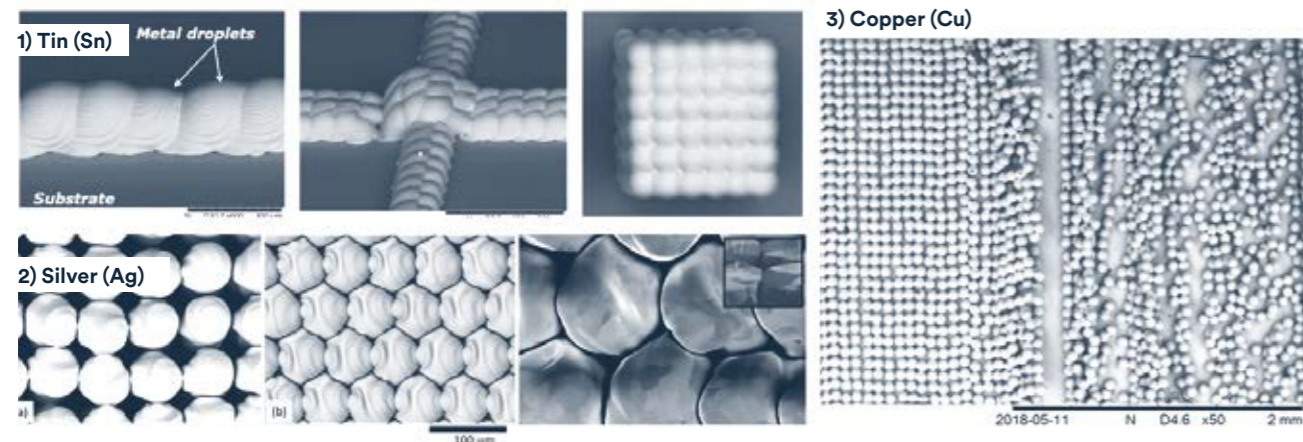 1) Tin (Sn)
Metal droplets
Substrate
2) Silver (Ag)
(b)
100 µm
3) Copper (Cu)
2018-05-11 N D4.6 x50 2 mm